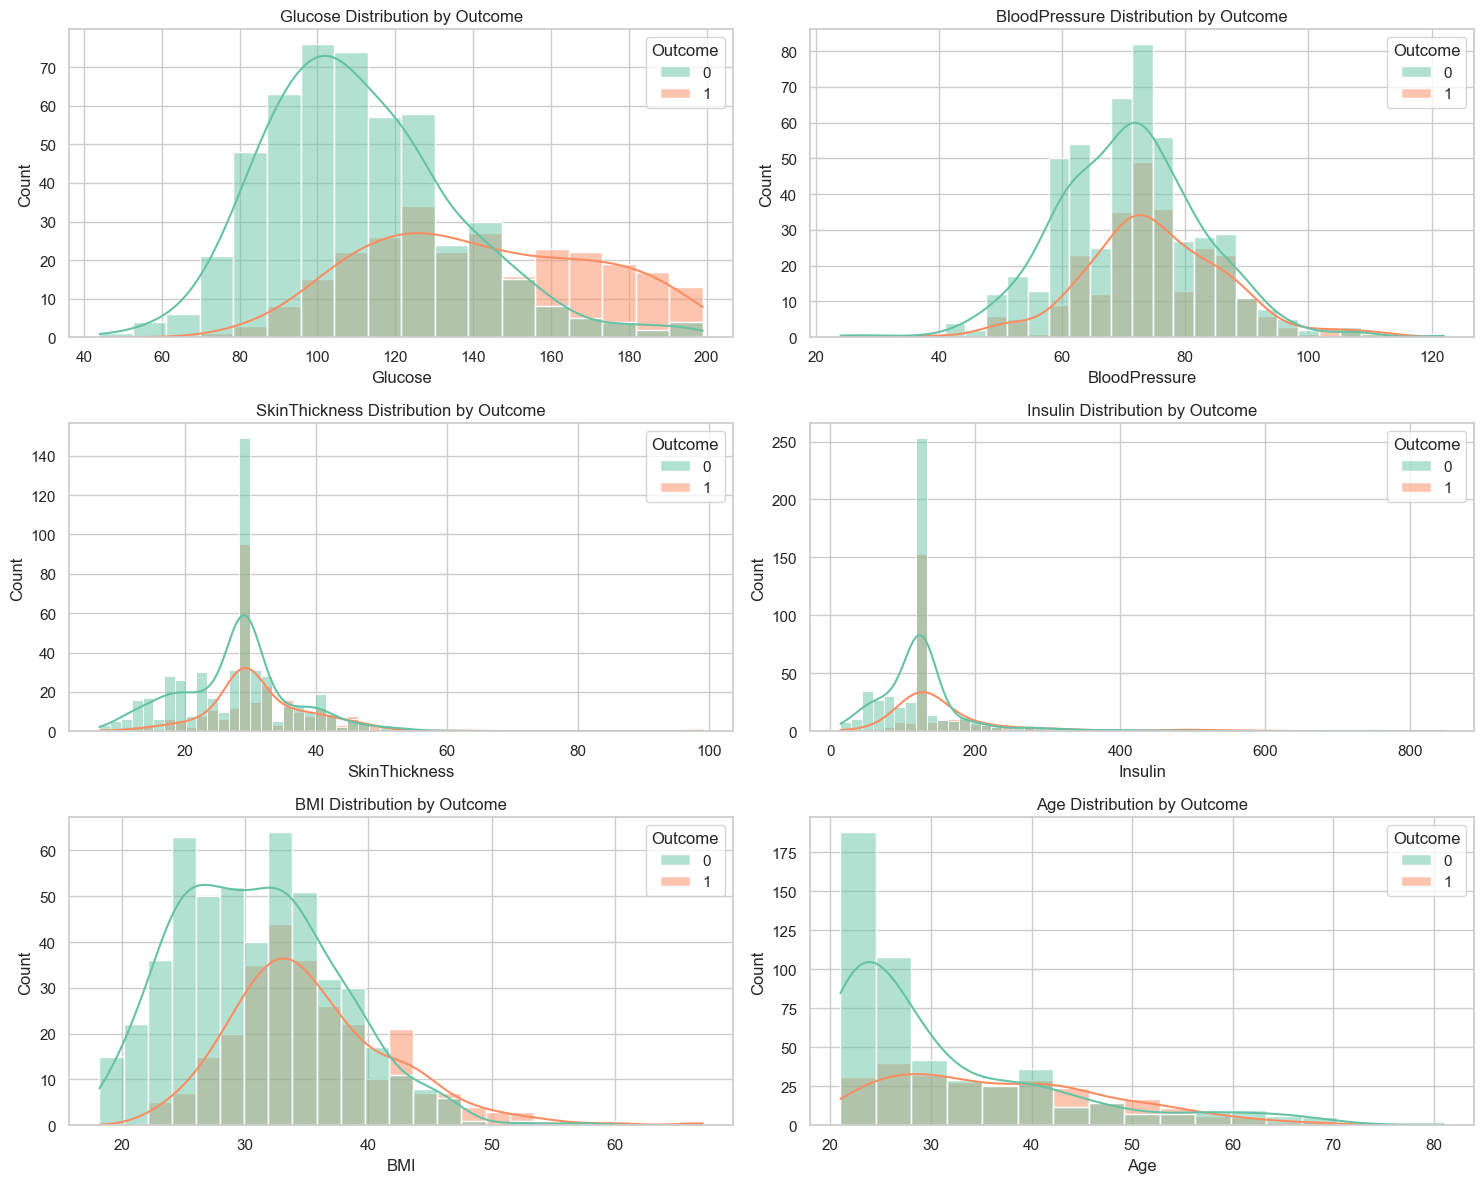 Glucose Distribution by Outcome
Count
70
60
50
40
30
20
10
0
Outcome
0
1
40 60 80 100 120 140 160 180 200
Glucose
BloodPressure Distribution by Outcome
Count
80
70
60
50
40
30
20
10
0
Outcome
0
1
20 40 60 80 100 120
BloodPressure
SkinThickness Distribution by Outcome
Count
140
120
100
80
60
40
20
0
Outcome
0
1
20 40 60 80 100
SkinThickness
Insulin Distribution by Outcome
Count
250
200
150
100
50
0
Outcome
0
1
0 200 400 600 800
Insulin
BMI Distribution by Outcome
Count
60
50
40
30
20
10
0
Outcome
0
1
20 30 40 50 60
BMI
Age Distribution by Outcome
Count
175
150
125
100
75
50
25
0
Outcome
0
1
20 30 40 50 60 70 80
Age